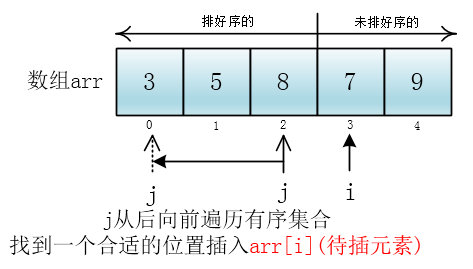 排好序的 未排好序的
数组arr 3 5 8 7 9
0 1 2 3 4
j j i
j从后向前遍历有序集合
找到一个合适的位置插入arr[i](待插元素)